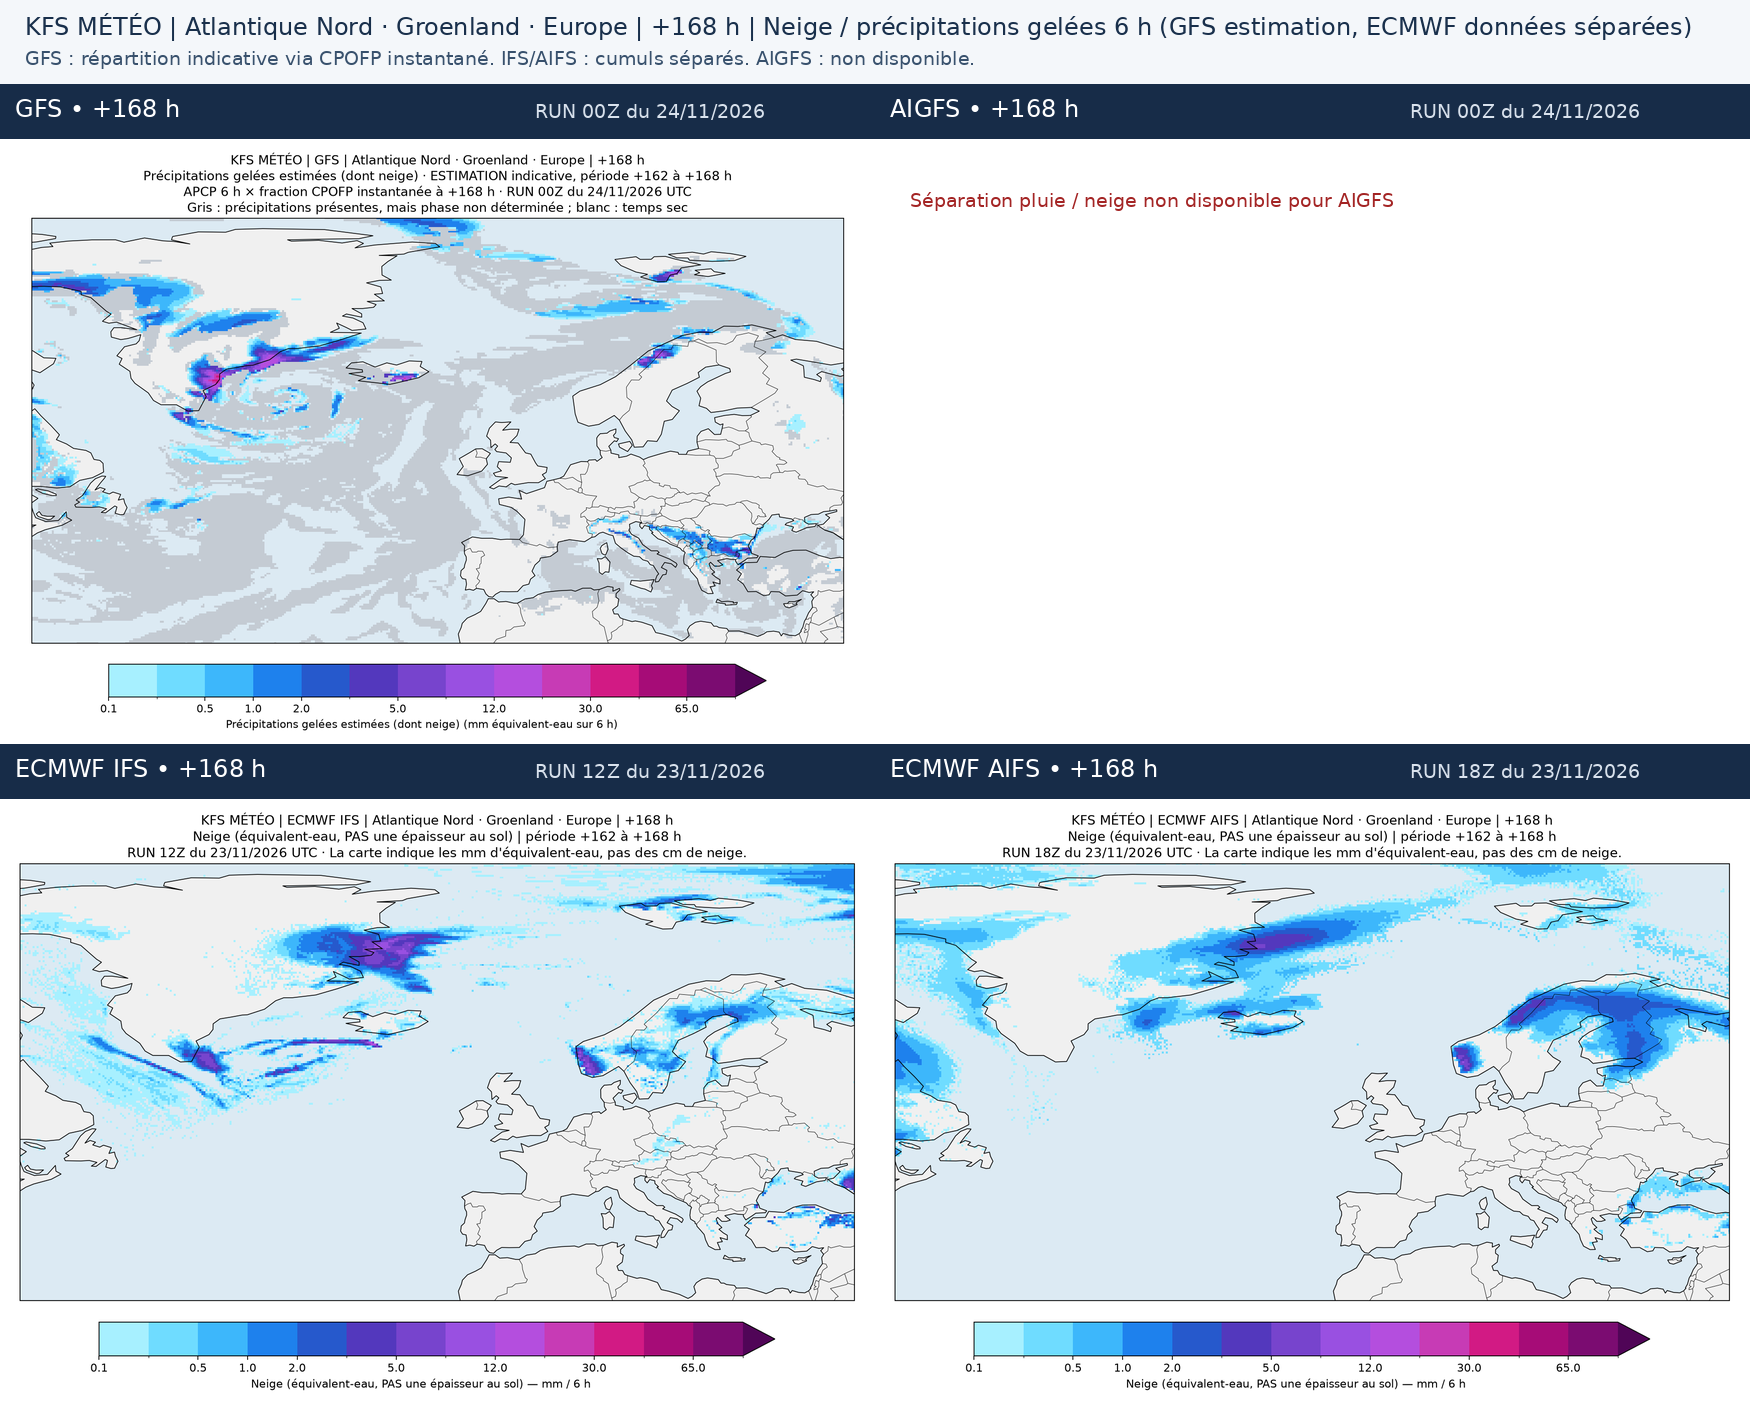 KFS MÉTÉO | Atlantique Nord · Groenland · Europe | +168 h | Neige / précipitations gelées 6 h (GFS estimation, ECMWF données séparées)
GFS : répartition indicative via CPOFP instantané. IFS/AIFS : cumuls séparés. AIGFS : non disponible.
GFS • +168 h
RUN 00Z du 24/11/2026
KFS MÉTÉO | GFS | Atlantique Nord · Groenland · Europe | +168 h
Précipitations gelées estimées (dont neige) · ESTIMATION indicative, période +162 à +168 h
APCP 6 h × fraction CPOFP instantanée à +168 h · RUN 00Z du 24/11/2026 UTC
Gris : précipitations présentes, mais phase non déterminée ; blanc : temps sec
0.1 0.5 1.0 2.0 5.0 12.0 30.0 65.0
Précipitations gelées estimées (dont neige) (mm équivalent-eau sur 6 h)
AIGFS • +168 h
RUN 00Z du 24/11/2026
Séparation pluie / neige non disponible pour AIGFS
ECMWF IFS • +168 h
RUN 12Z du 23/11/2026
KFS MÉTÉO | ECMWF IFS | Atlantique Nord · Groenland · Europe | +168 h
Neige (équivalent-eau, PAS une épaisseur au sol) | période +162 à +168 h
RUN 12Z du 23/11/2026 UTC · La carte indique les mm d'équivalent-eau, pas des cm de neige.
0.1 0.5 1.0 2.0 5.0 12.0 30.0 65.0
Neige (équivalent-eau, PAS une épaisseur au sol) — mm / 6 h
ECMWF AIFS • +168 h
RUN 18Z du 23/11/2026
KFS MÉTÉO | ECMWF AIFS | Atlantique Nord · Groenland · Europe | +168 h
Neige (équivalent-eau, PAS une épaisseur au sol) | période +162 à +168 h
RUN 18Z du 23/11/2026 UTC · La carte indique les mm d'équivalent-eau, pas des cm de neige.
0.1 0.5 1.0 2.0 5.0 12.0 30.0 65.0
Neige (équivalent-eau, PAS une épaisseur au sol) — mm / 6 h